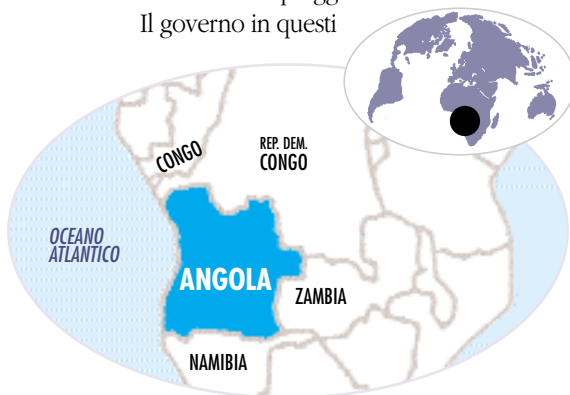 Il governo in questi
REP. DEM.
CONGO
CONGO
OCEANO
ATLANTICO
ANGOLA
ZAMBIA
NAMIBIA